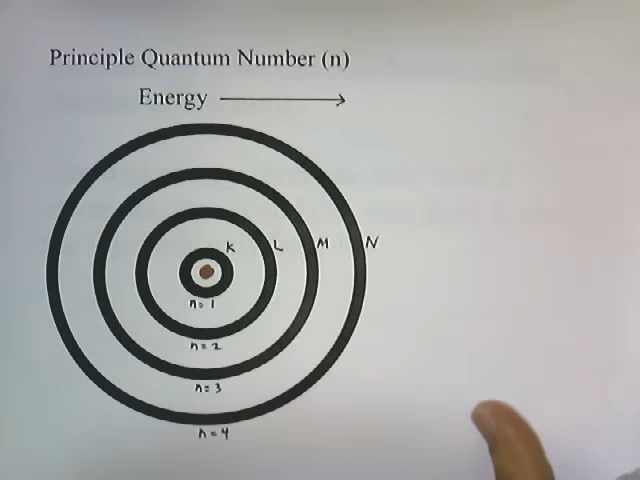 Principle Quantum Number (n)
Energy
K L M N
n=1
n=2
n=3
n=4